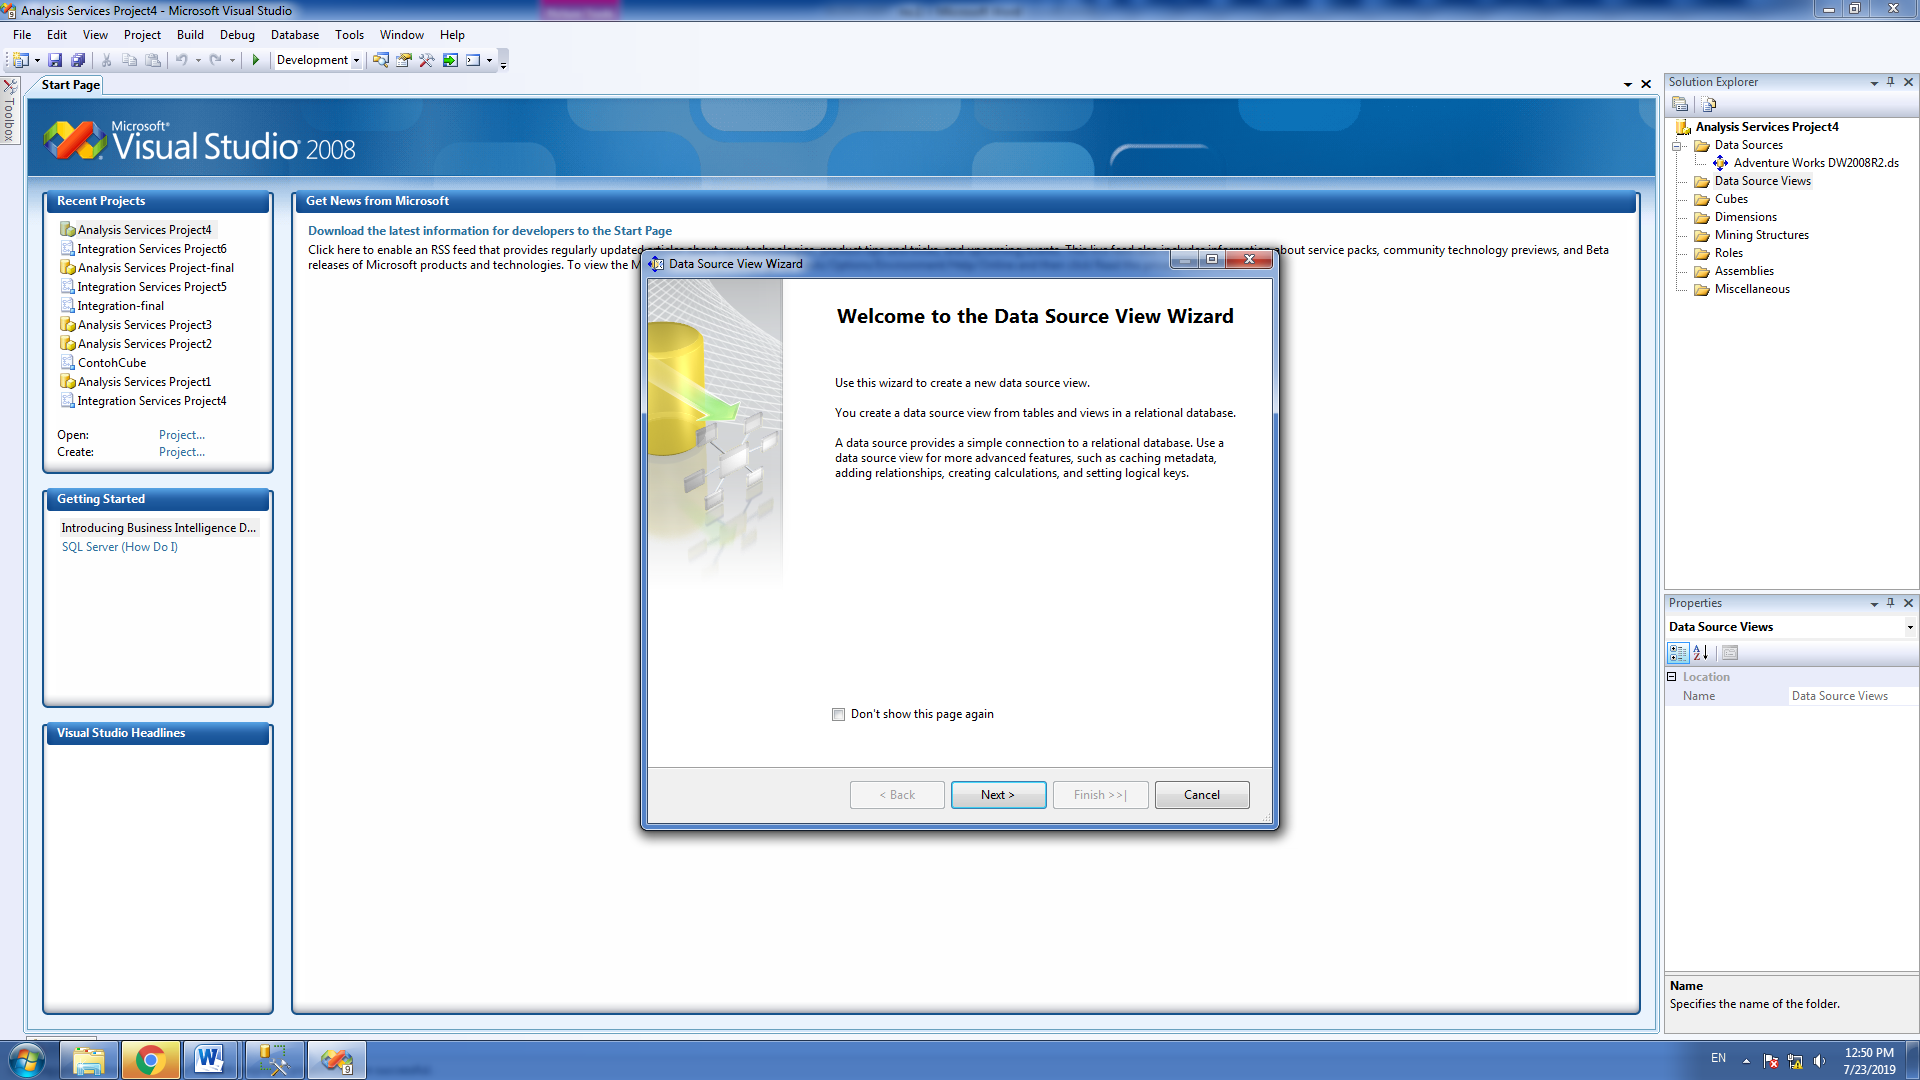 Analysis Services Project4 - Microsoft Visual Studio
File Edit View Project Build Debug Database Tools Window Help
Development
Toolbox
Start Page
Microsoft®
Visual Studio 2008
Recent Projects
Analysis Services Project4
Integration Services Project6
Analysis Services Project-final
Integration Services Project5
Integration-final
Analysis Services Project3
Analysis Services Project2
ContohCube
Analysis Services Project1
Integration Services Project4
Open: Project...
Create: Project...
Getting Started
Introducing Business Intelligence D...
SQL Server (How Do I)
Visual Studio Headlines
Get News from Microsoft
Download the latest information for developers to the Start Page
Click here to enable an RSS feed that provides regularly updated about service packs, community technology previews, and Beta
releases of Microsoft products and technologies. To view the
Data Source View Wizard
Welcome to the Data Source View Wizard
Use this wizard to create a new data source view.
You create a data source view from tables and views in a relational database.
A data source provides a simple connection to a relational database. Use a
data source view for more advanced features, such as caching metadata,
adding relationships, creating calculations, and setting logical keys.
Don't show this page again
< Back Next > Finish >>| Cancel
Solution Explorer
Analysis Services Project4
Data Sources
Adventure Works DW2008R2.ds
Data Source Views
Cubes
Dimensions
Mining Structures
Roles
Assemblies
Miscellaneous
Properties
Data Source Views
Location
Name Data Source Views
Name
Specifies the name of the folder.
EN
12:50 PM
7/23/2019